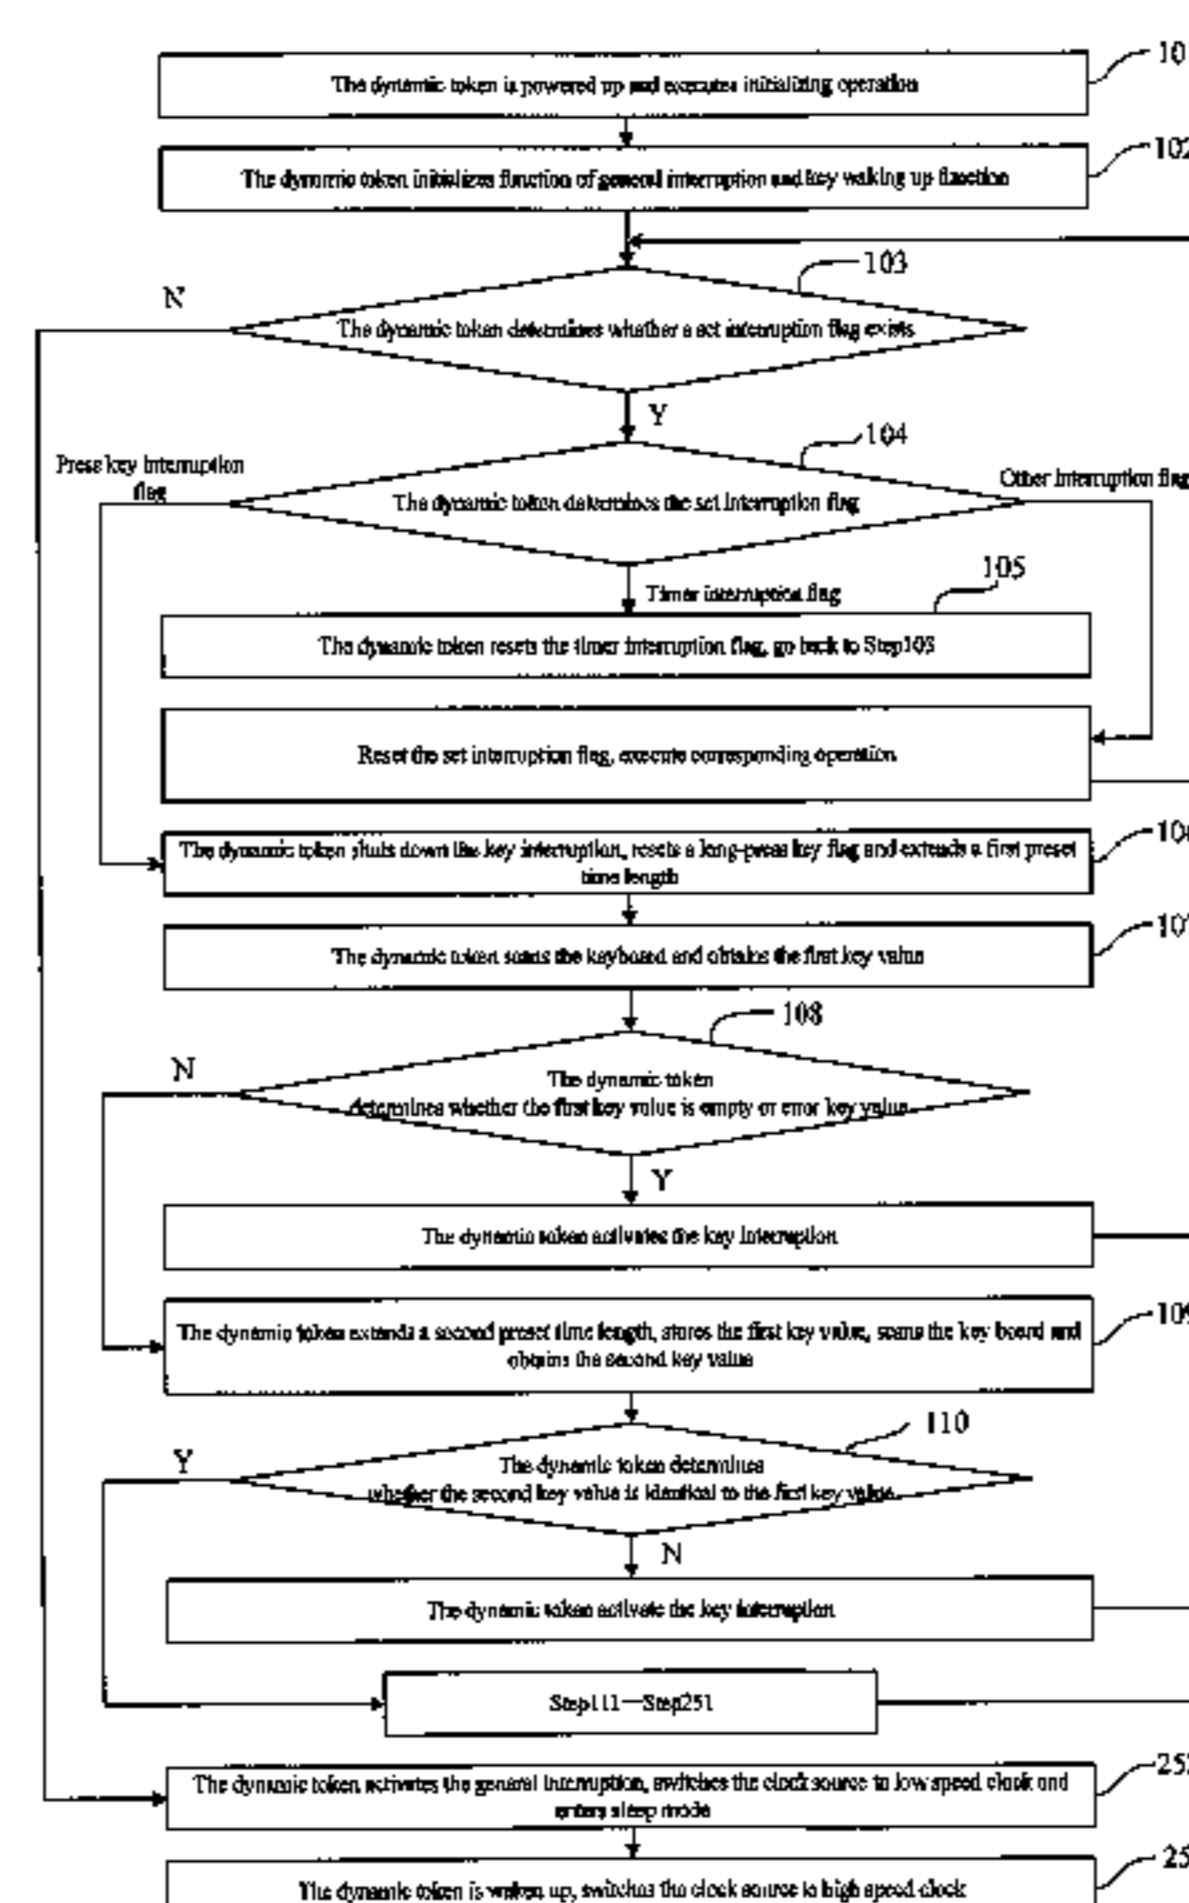 10
The dynamic token is powered up and executes initializing operation
102
The dynamic token initializes function of general interruption and key waking up function
103
N
The dynamic token determines whether a set interruption flag exists
Y
104
Press key interruption
flag
Other interruption flag
The dynamic token determines the set interruption flag
105
Timer interruption flag
The dynamic token resets the timer interruption flag, go back to Step103
Reset the set interruption flag, execute corresponding operation
106
The dynamic token shuts down the key interruption, resets a long-press key flag and extends a first preset
time length
107
The dynamic token scans the keyboard and obtains the first key value
108
N
The dynamic token
determines whether the first key value is empty or error key value
Y
The dynamic token activates the key interruption
109
The dynamic token extends a second preset time length, stores the first key value, scans the key board and
obtains the second key value
110
Y
The dynamic token determines
whether the second key value is identical to the first key value
N
The dynamic token activate the key interruption
Step111—Step251
252
The dynamic token activates the general interruption, switches the clock source to low speed clock and
enters sleep mode
25
The dynamic token is woken up, switches the clock source to high speed clock